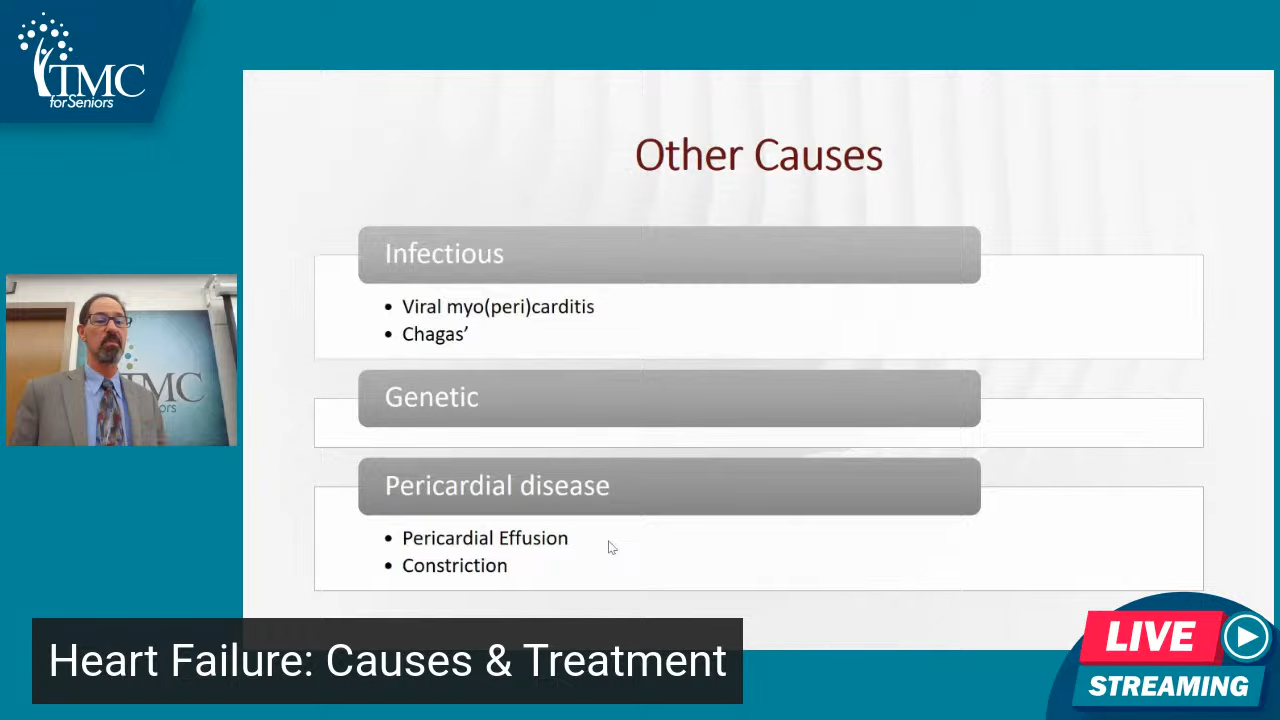 TMC
for Seniors
Other Causes
Infectious
• Viral myo(peri)carditis
• Chagas’
Genetic
Pericardial disease
• Pericardial Effusion
• Constriction
TMC
Heart Failure: Causes & Treatment
LIVE
STREAMING